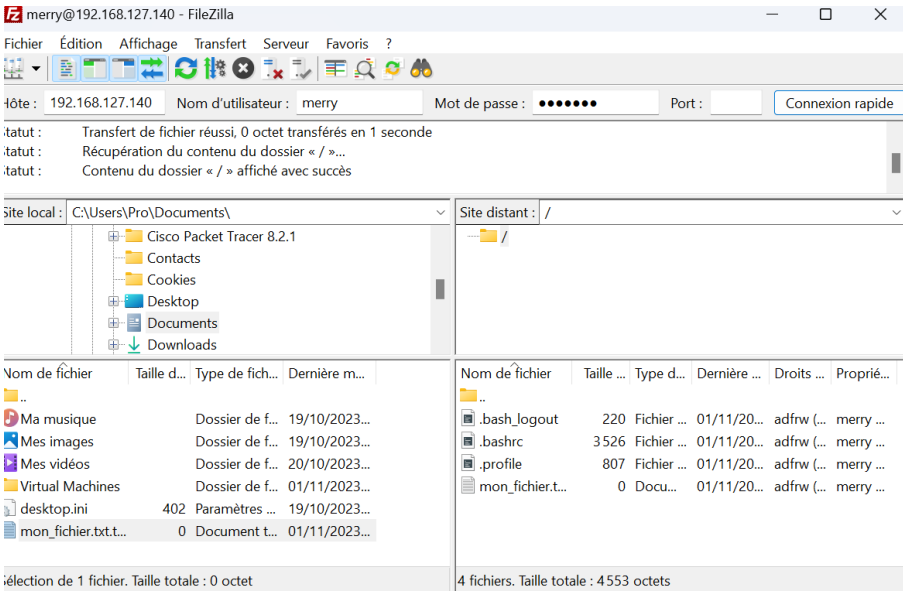 merry@192.168.127.140 - FileZilla
Fichier Édition Affichage Transfert Serveur Favoris ?
Hôte : 192.168.127.140 Nom d'utilisateur : merry Mot de passe : ●●●●●●● Port : Connexion rapide
Statut : Transfert de fichier réussi, 0 octet transférés en 1 seconde
Statut : Récupération du contenu du dossier « / »...
Statut : Contenu du dossier « / » affiché avec succès
Site local : C:\Users\Pro\Documents\
Cisco Packet Tracer 8.2.1
Contacts
Cookies
Desktop
Documents
Downloads
Nom de fichier Taille d... Type de fich... Dernière m...
..
Ma musique Dossier de f... 19/10/2023...
Mes images Dossier de f... 19/10/2023...
Mes vidéos Dossier de f... 20/10/2023...
Virtual Machines Dossier de f... 01/11/2023...
desktop.ini 402 Paramètres ... 19/10/2023...
mon_fichier.txt.t... 0 Document t... 01/11/2023...
Sélection de 1 fichier. Taille totale : 0 octet
Site distant : /
/
Nom de fichier Taille ... Type d... Dernière ... Droits ... Proprié...
..
.bash_logout 220 Fichier ... 01/11/20... adfrw (... merry ...
.bashrc 3 526 Fichier ... 01/11/20... adfrw (... merry ...
.profile 807 Fichier ... 01/11/20... adfrw (... merry ...
mon_fichier.t... 0 Docu... 01/11/20... adfrw (... merry ...
4 fichiers. Taille totale : 4 553 octets